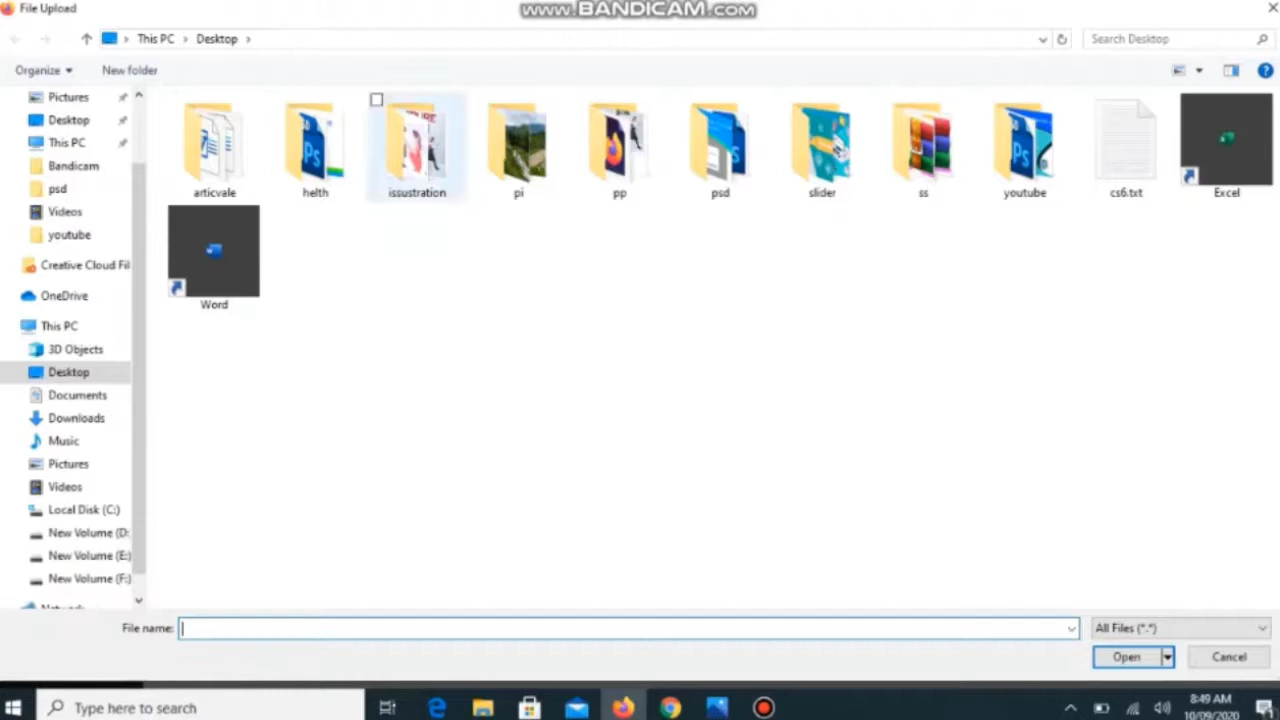 File Upload
www.BANDICAM.com
This PC
Desktop
Search Desktop
Organize
New folder
Pictures
Desktop
This PC
Bandicam
psd
Videos
youtube
Creative Cloud Fil
OneDrive
This PC
3D Objects
Desktop
Documents
Downloads
Music
Pictures
Videos
Local Disk (C:)
New Volume (D:
New Volume (E:)
New Volume (F:)
articvale
helth
issustration
pi
pp
psd
slider
ss
youtube
cs6.txt
Excel
Word
File name:
All Files (*.*)
Open
Cancel
Type here to search
8:49 AM
10/09/2020